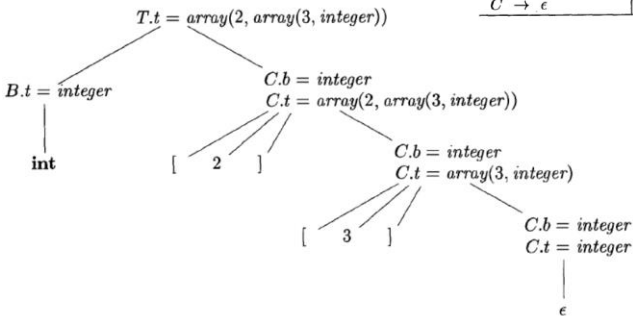 C → ε
T.t = array(2, array(3, integer))
B.t = integer
C.b = integer
C.t = array(2, array(3, integer))
int
[ 2 ]
C.b = integer
C.t = array(3, integer)
[ 3 ]
C.b = integer
C.t = integer
ε